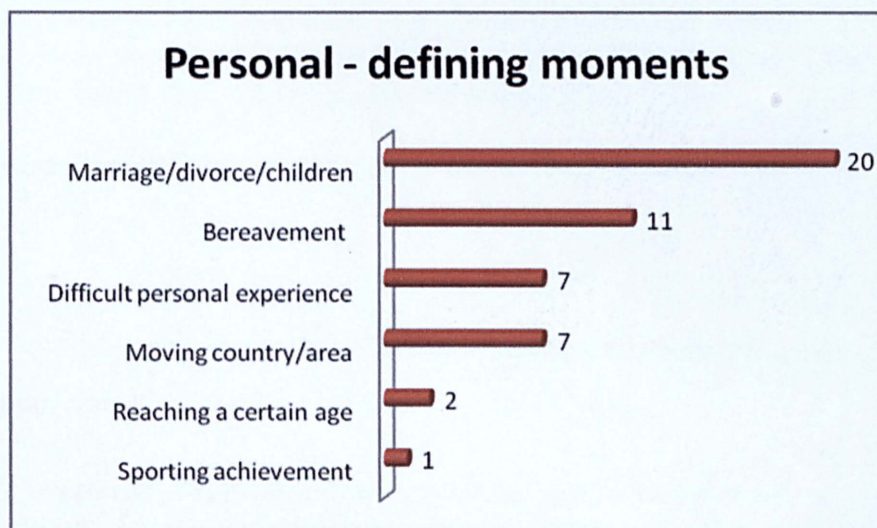 Personal - defining moments
Marriage/divorce/children 20
Bereavement 11
Difficult personal experience 7
Moving country/area 7
Reaching a certain age 2
Sporting achievement 1